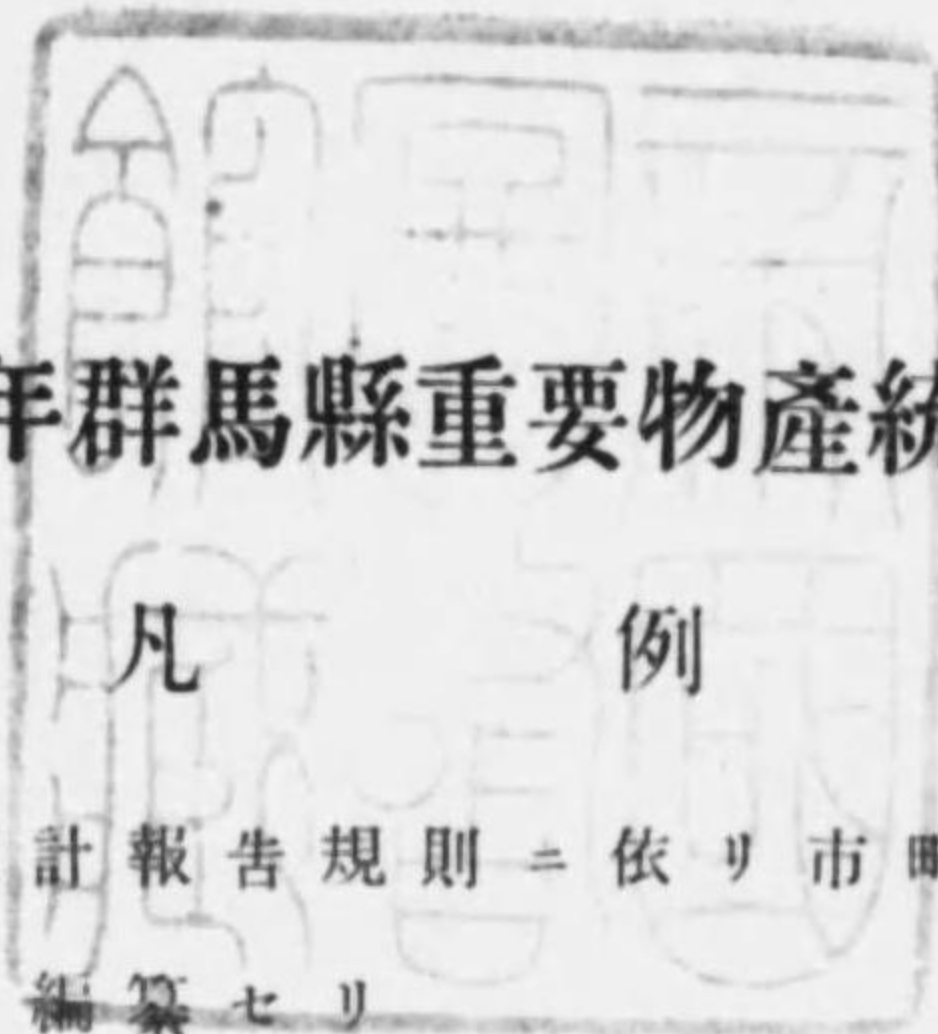 年群馬縣重要物產統
凡例
計報告規則ニ依リ市町
編纂セリ